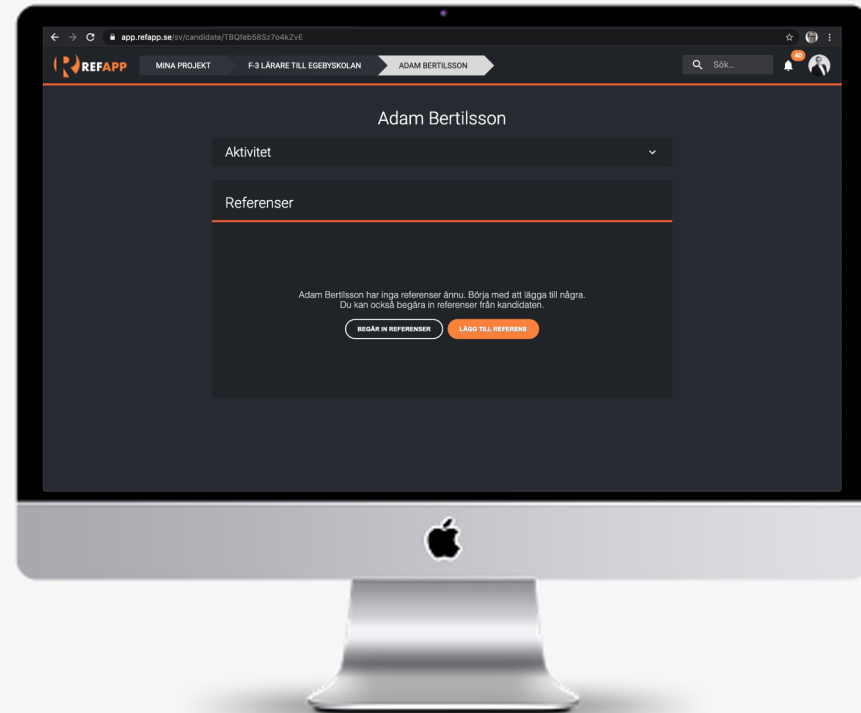 app.refapp.se/sv/candidate/TBQfeb58Sz7o4kZvE
REFAPP
MINA PROJEKT
F-3 LÄRARE TILL EGEBYSKOLAN
ADAM BERTILSSON
Sök...
40
Adam Bertilsson
Aktivitet
Referenser
Adam Bertilsson har inga referenser ännu. Börja med att lägga till några.
Du kan också begära in referenser från kandidaten.
BEGÄR IN REFERENSER
LÄGG TILL REFERENS